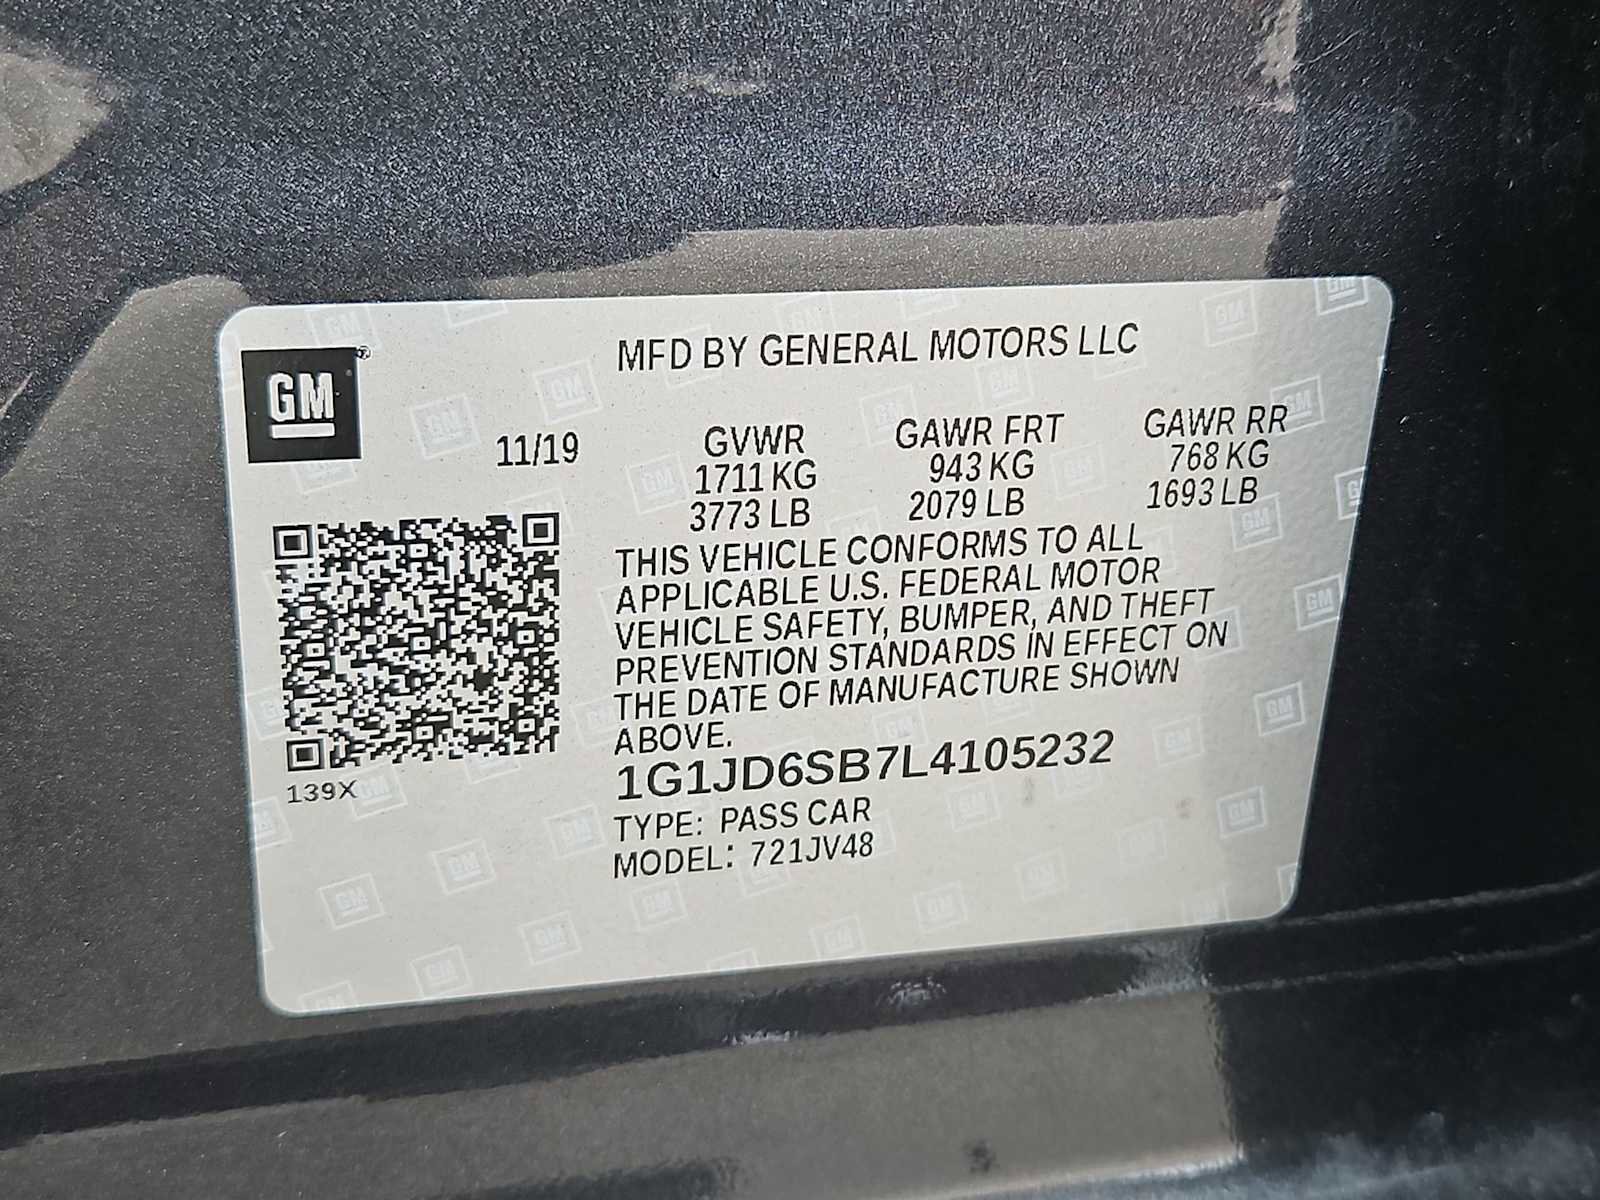 GM
MFD BY GENERAL MOTORS LLC
11/19
GVWR
1711 KG
3773 LB
GAWR FRT
943 KG
2079 LB
GAWR RR
768 KG
1693 LB
THIS VEHICLE CONFORMS TO ALL
APPLICABLE U.S. FEDERAL MOTOR
VEHICLE SAFETY, BUMPER, AND THEFT
PREVENTION STANDARDS IN EFFECT ON
THE DATE OF MANUFACTURE SHOWN
ABOVE.
139X
1G1JD6SB7L4105232
TYPE: PASS CAR
MODEL: 721JV48